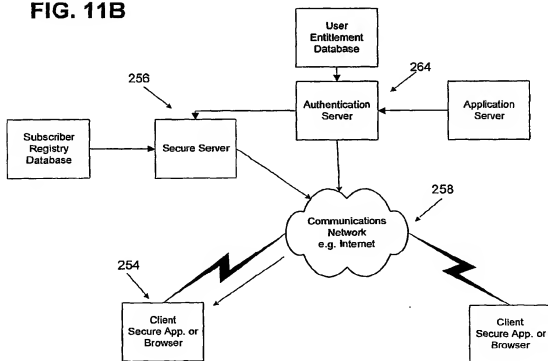 FIG. 11B
User
Entitlement
Database
256
264
Authentication
Server
Application
Server
Subscriber
Registry
Database
Secure Server
Communications
Network
e.g. Internet
258
254
Client
Secure App. or
Browser
Client
Secure App. or
Browser